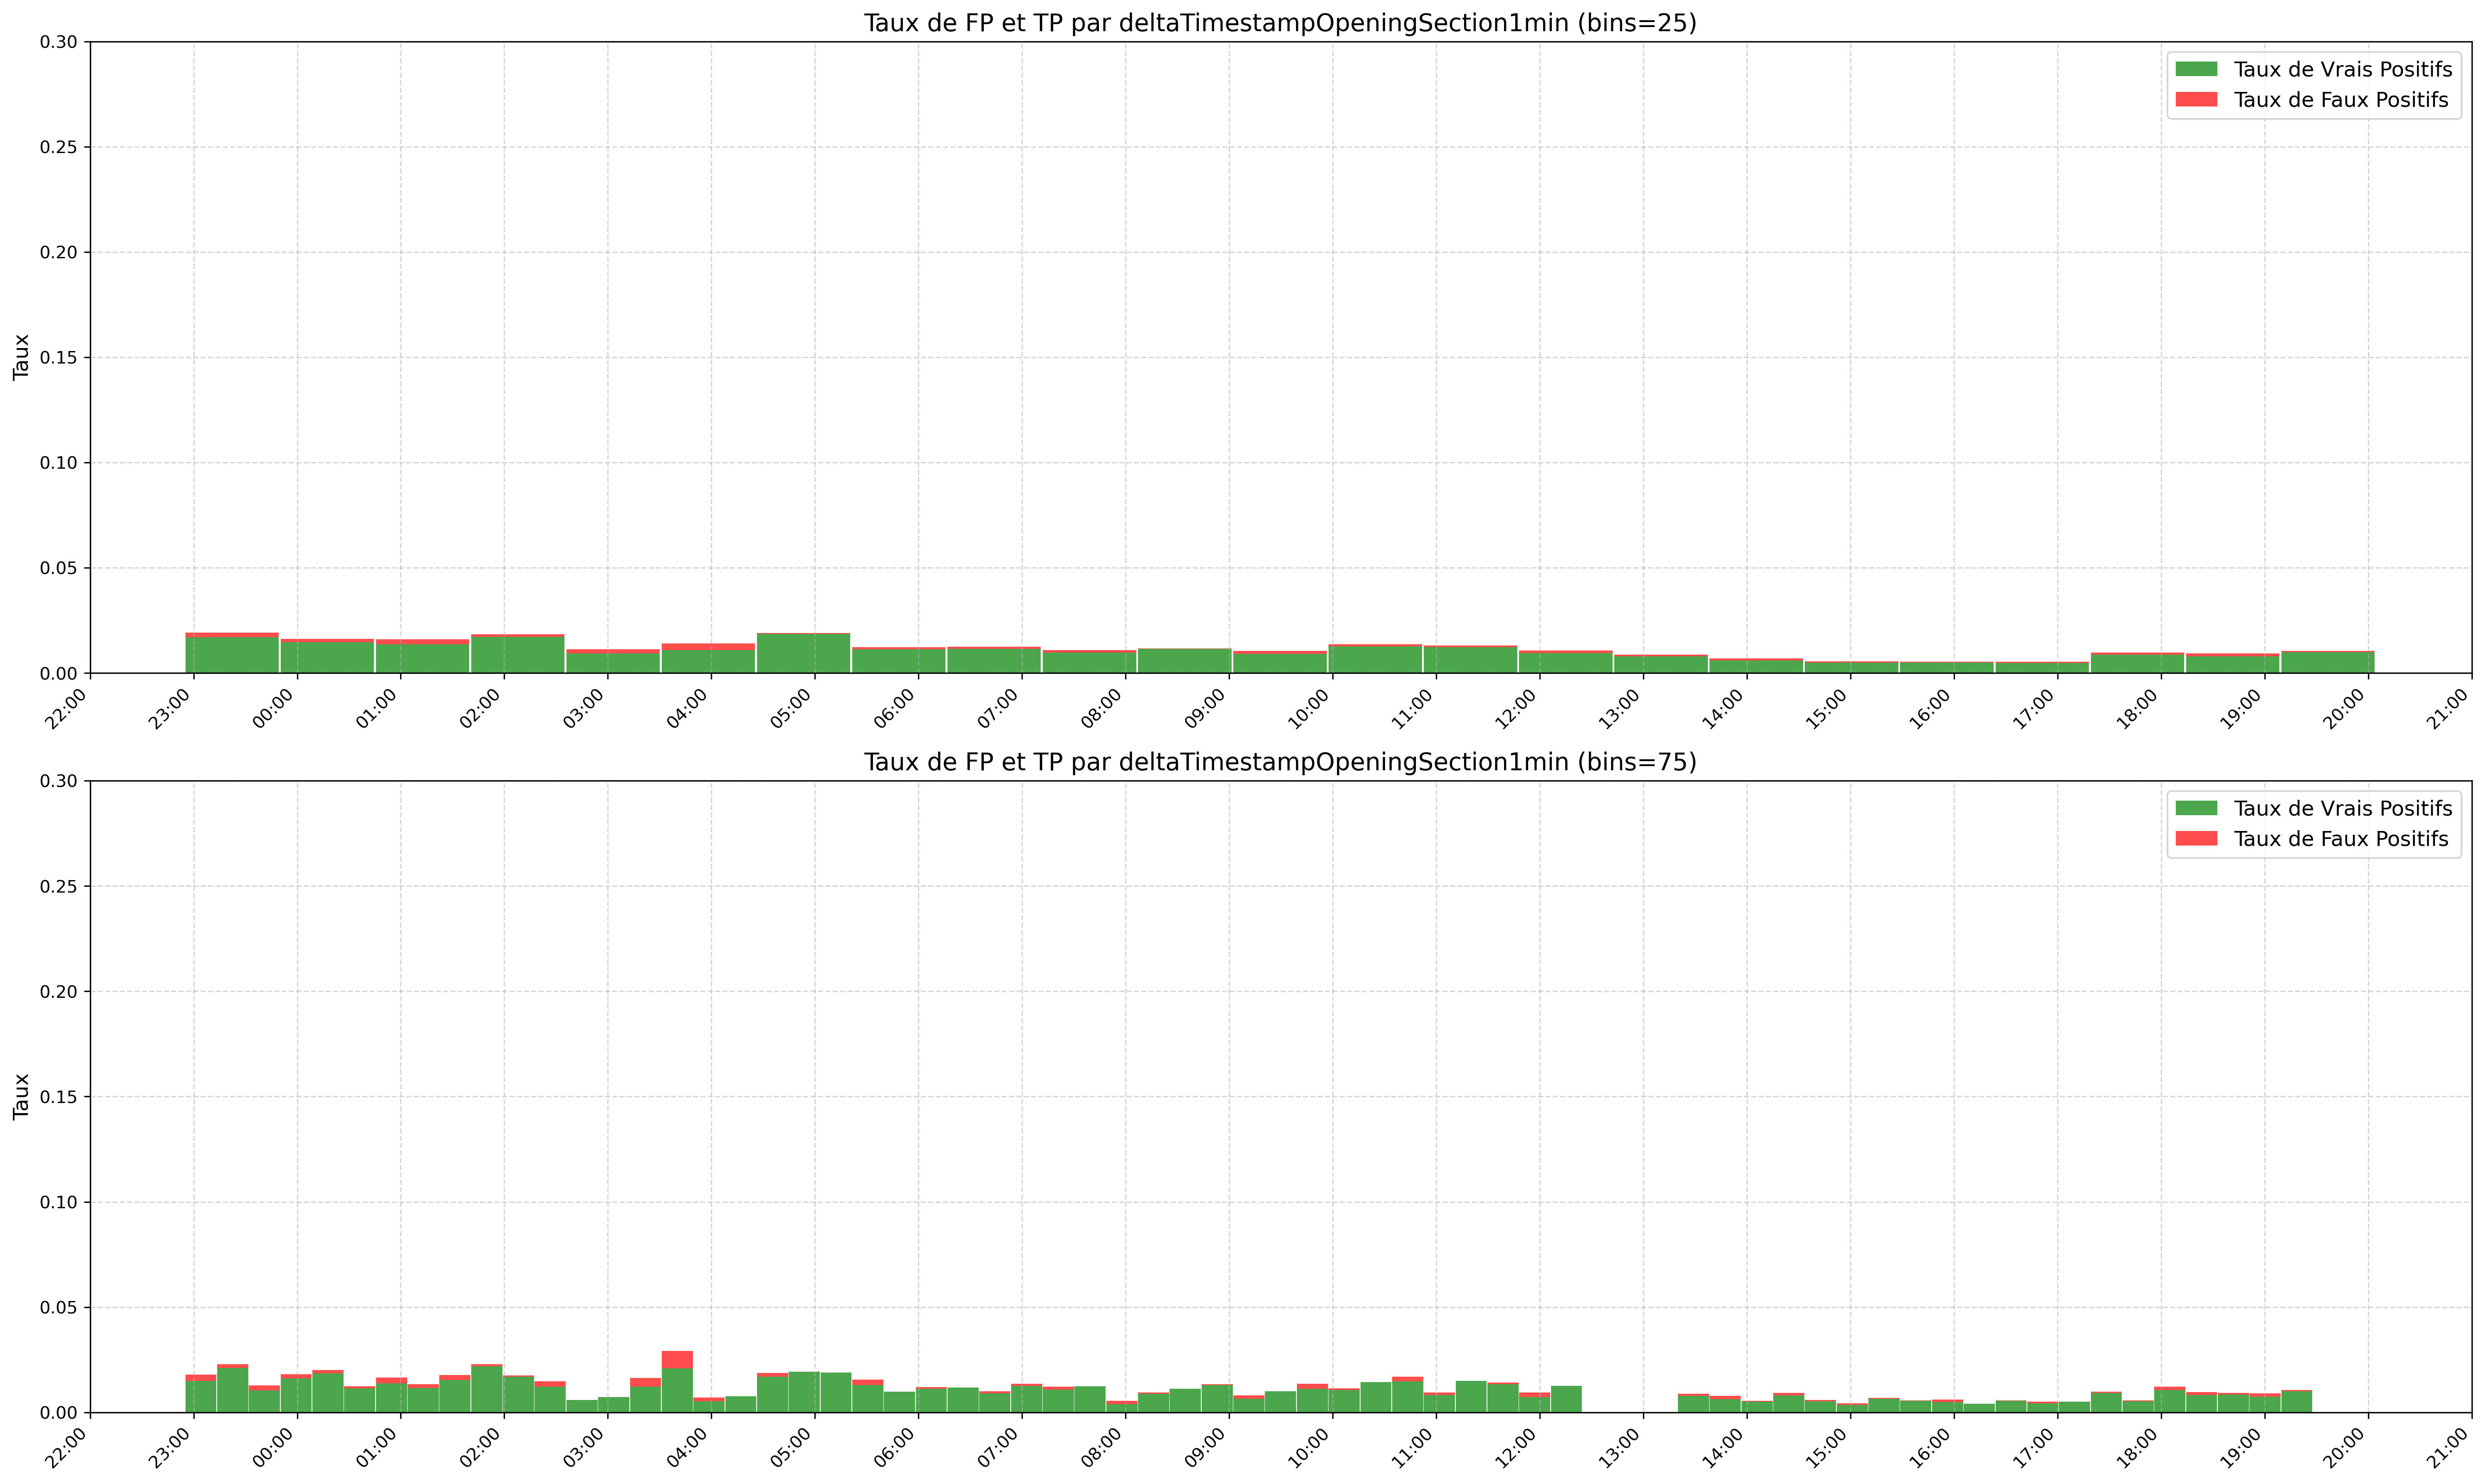 Taux de FP et TP par deltaTimestampOpeningSection1min (bins=25)
0.30
0.25
0.20
0.15
0.10
0.05
0.00
Taux
Taux de Vrais Positifs
Taux de Faux Positifs
22:00 23:00 00:00 01:00 02:00 03:00 04:00 05:00 06:00 07:00 08:00 09:00 10:00 11:00 12:00 13:00 14:00 15:00 16:00 17:00 18:00 19:00 20:00 21:00
Taux de FP et TP par deltaTimestampOpeningSection1min (bins=75)
0.30
0.25
0.20
0.15
0.10
0.05
0.00
Taux
Taux de Vrais Positifs
Taux de Faux Positifs
22:00 23:00 00:00 01:00 02:00 03:00 04:00 05:00 06:00 07:00 08:00 09:00 10:00 11:00 12:00 13:00 14:00 15:00 16:00 17:00 18:00 19:00 20:00 21:00